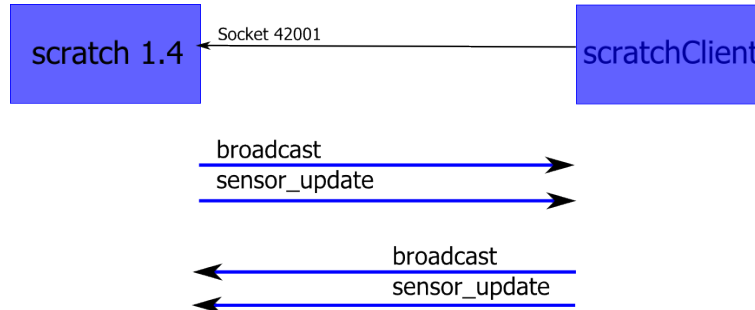 scratch 1.4
Socket 42001
scratchClient
broadcast
sensor_update
broadcast
sensor_update